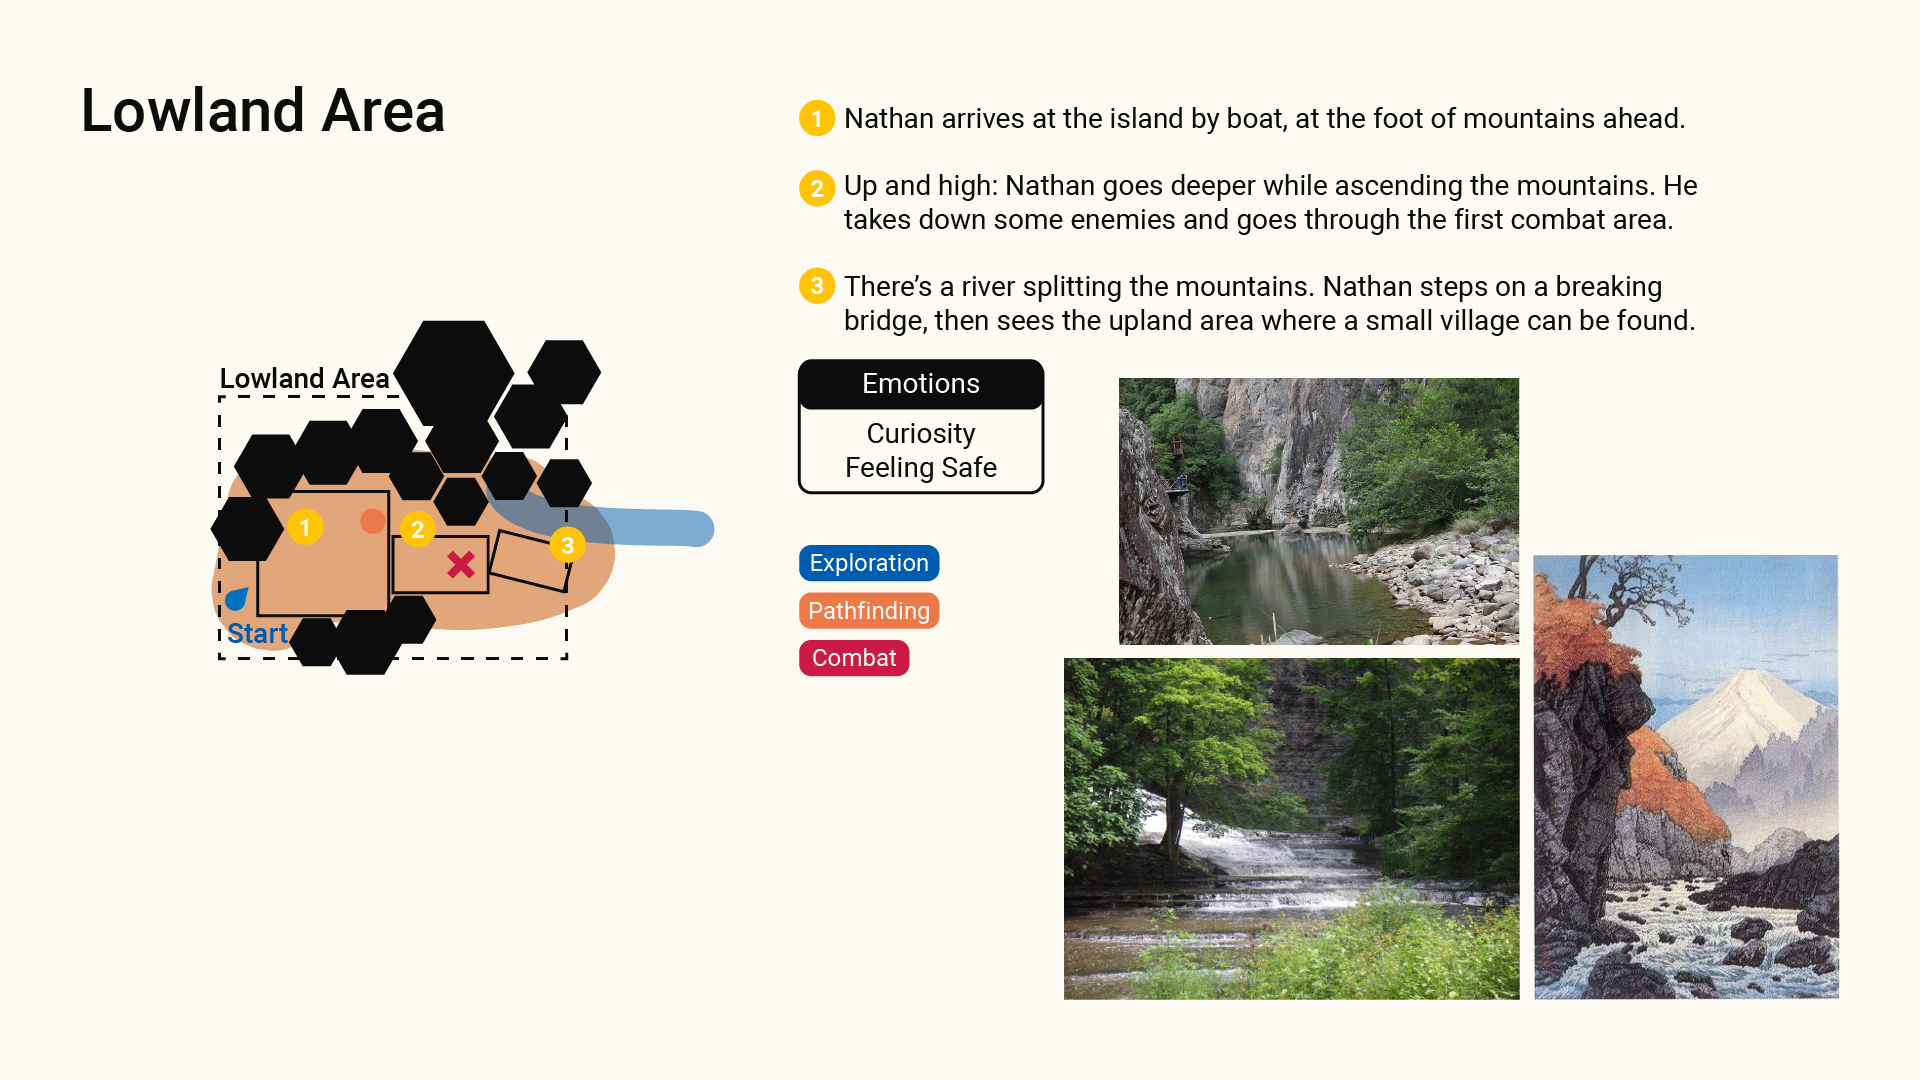 Lowland Area
1 Nathan arrives at the island by boat, at the foot of mountains ahead.
2 Up and high: Nathan goes deeper while ascending the mountains. He
takes down some enemies and goes through the first combat area.
3 There’s a river splitting the mountains. Nathan steps on a breaking
bridge, then sees the upland area where a small village can be found.
Lowland Area
1
2
3
Start
Emotions
Curiosity
Feeling Safe
Exploration
Pathfinding
Combat